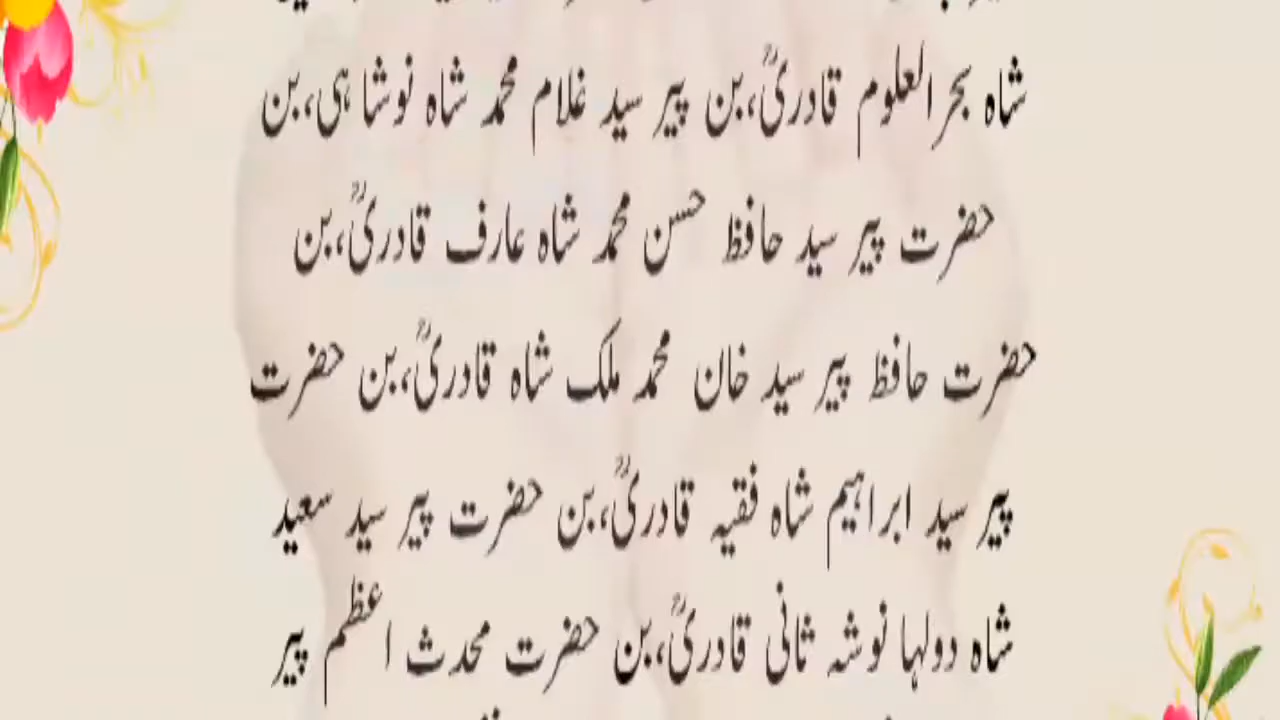 شاہ بحر العلوم قادریؒ، بن پیر سید غلام محمد شاہ نوشاہی، بن
حضرت پیر سید حافظ حسن محمد شاہ عارف قادریؒ، بن
حضرت حافظ پیر سید خان محمد ملک شاہ قادریؒ، بن حضرت
پیر سید ابراہیم شاہ فقیہ قادریؒ، بن حضرت پیر سید سعید
شاہ دولہا نوشہ ثانی قادریؒ، بن حضرت محدث اعظم پیر